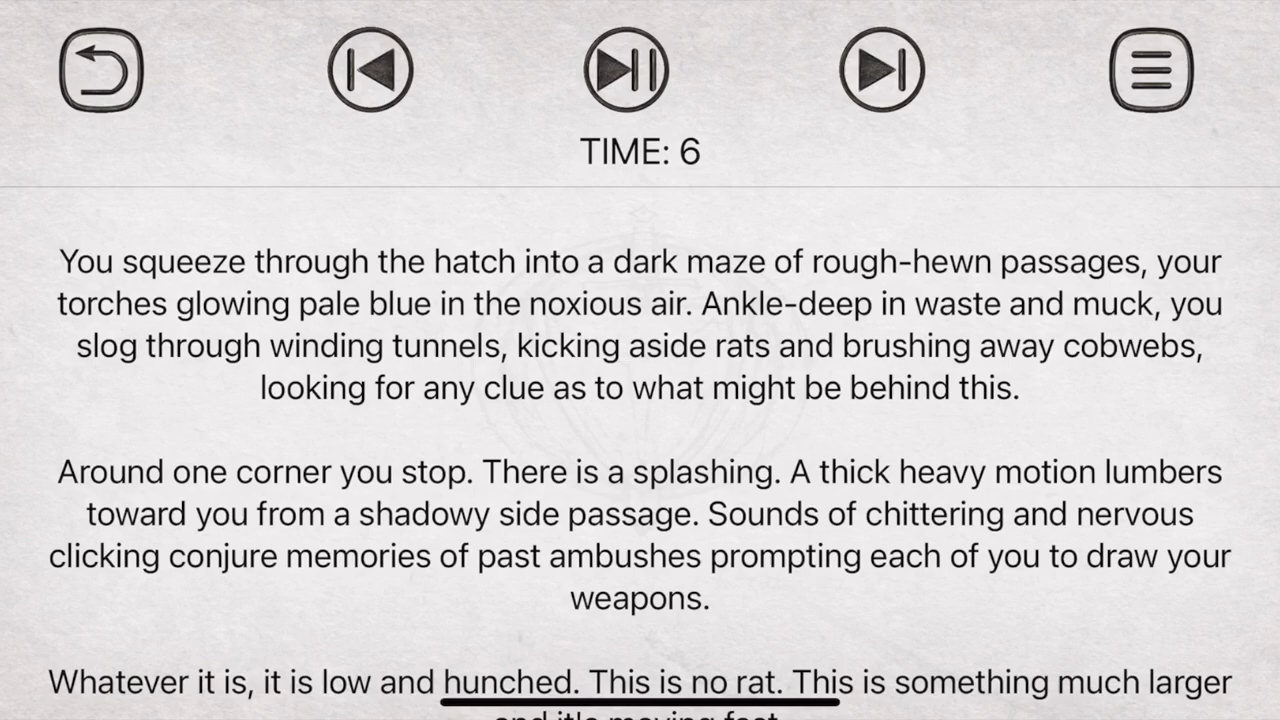 TIME: 6
You squeeze through the hatch into a dark maze of rough-hewn passages, your
torches glowing pale blue in the noxious air. Ankle-deep in waste and muck, you
slog through winding tunnels, kicking aside rats and brushing away cobwebs,
looking for any clue as to what might be behind this.
Around one corner you stop. There is a splashing. A thick heavy motion lumbers
toward you from a shadowy side passage. Sounds of chittering and nervous
clicking conjure memories of past ambushes prompting each of you to draw your
weapons.
Whatever it is, it is low and hunched. This is no rat. This is something much larger
and it's moving fast.